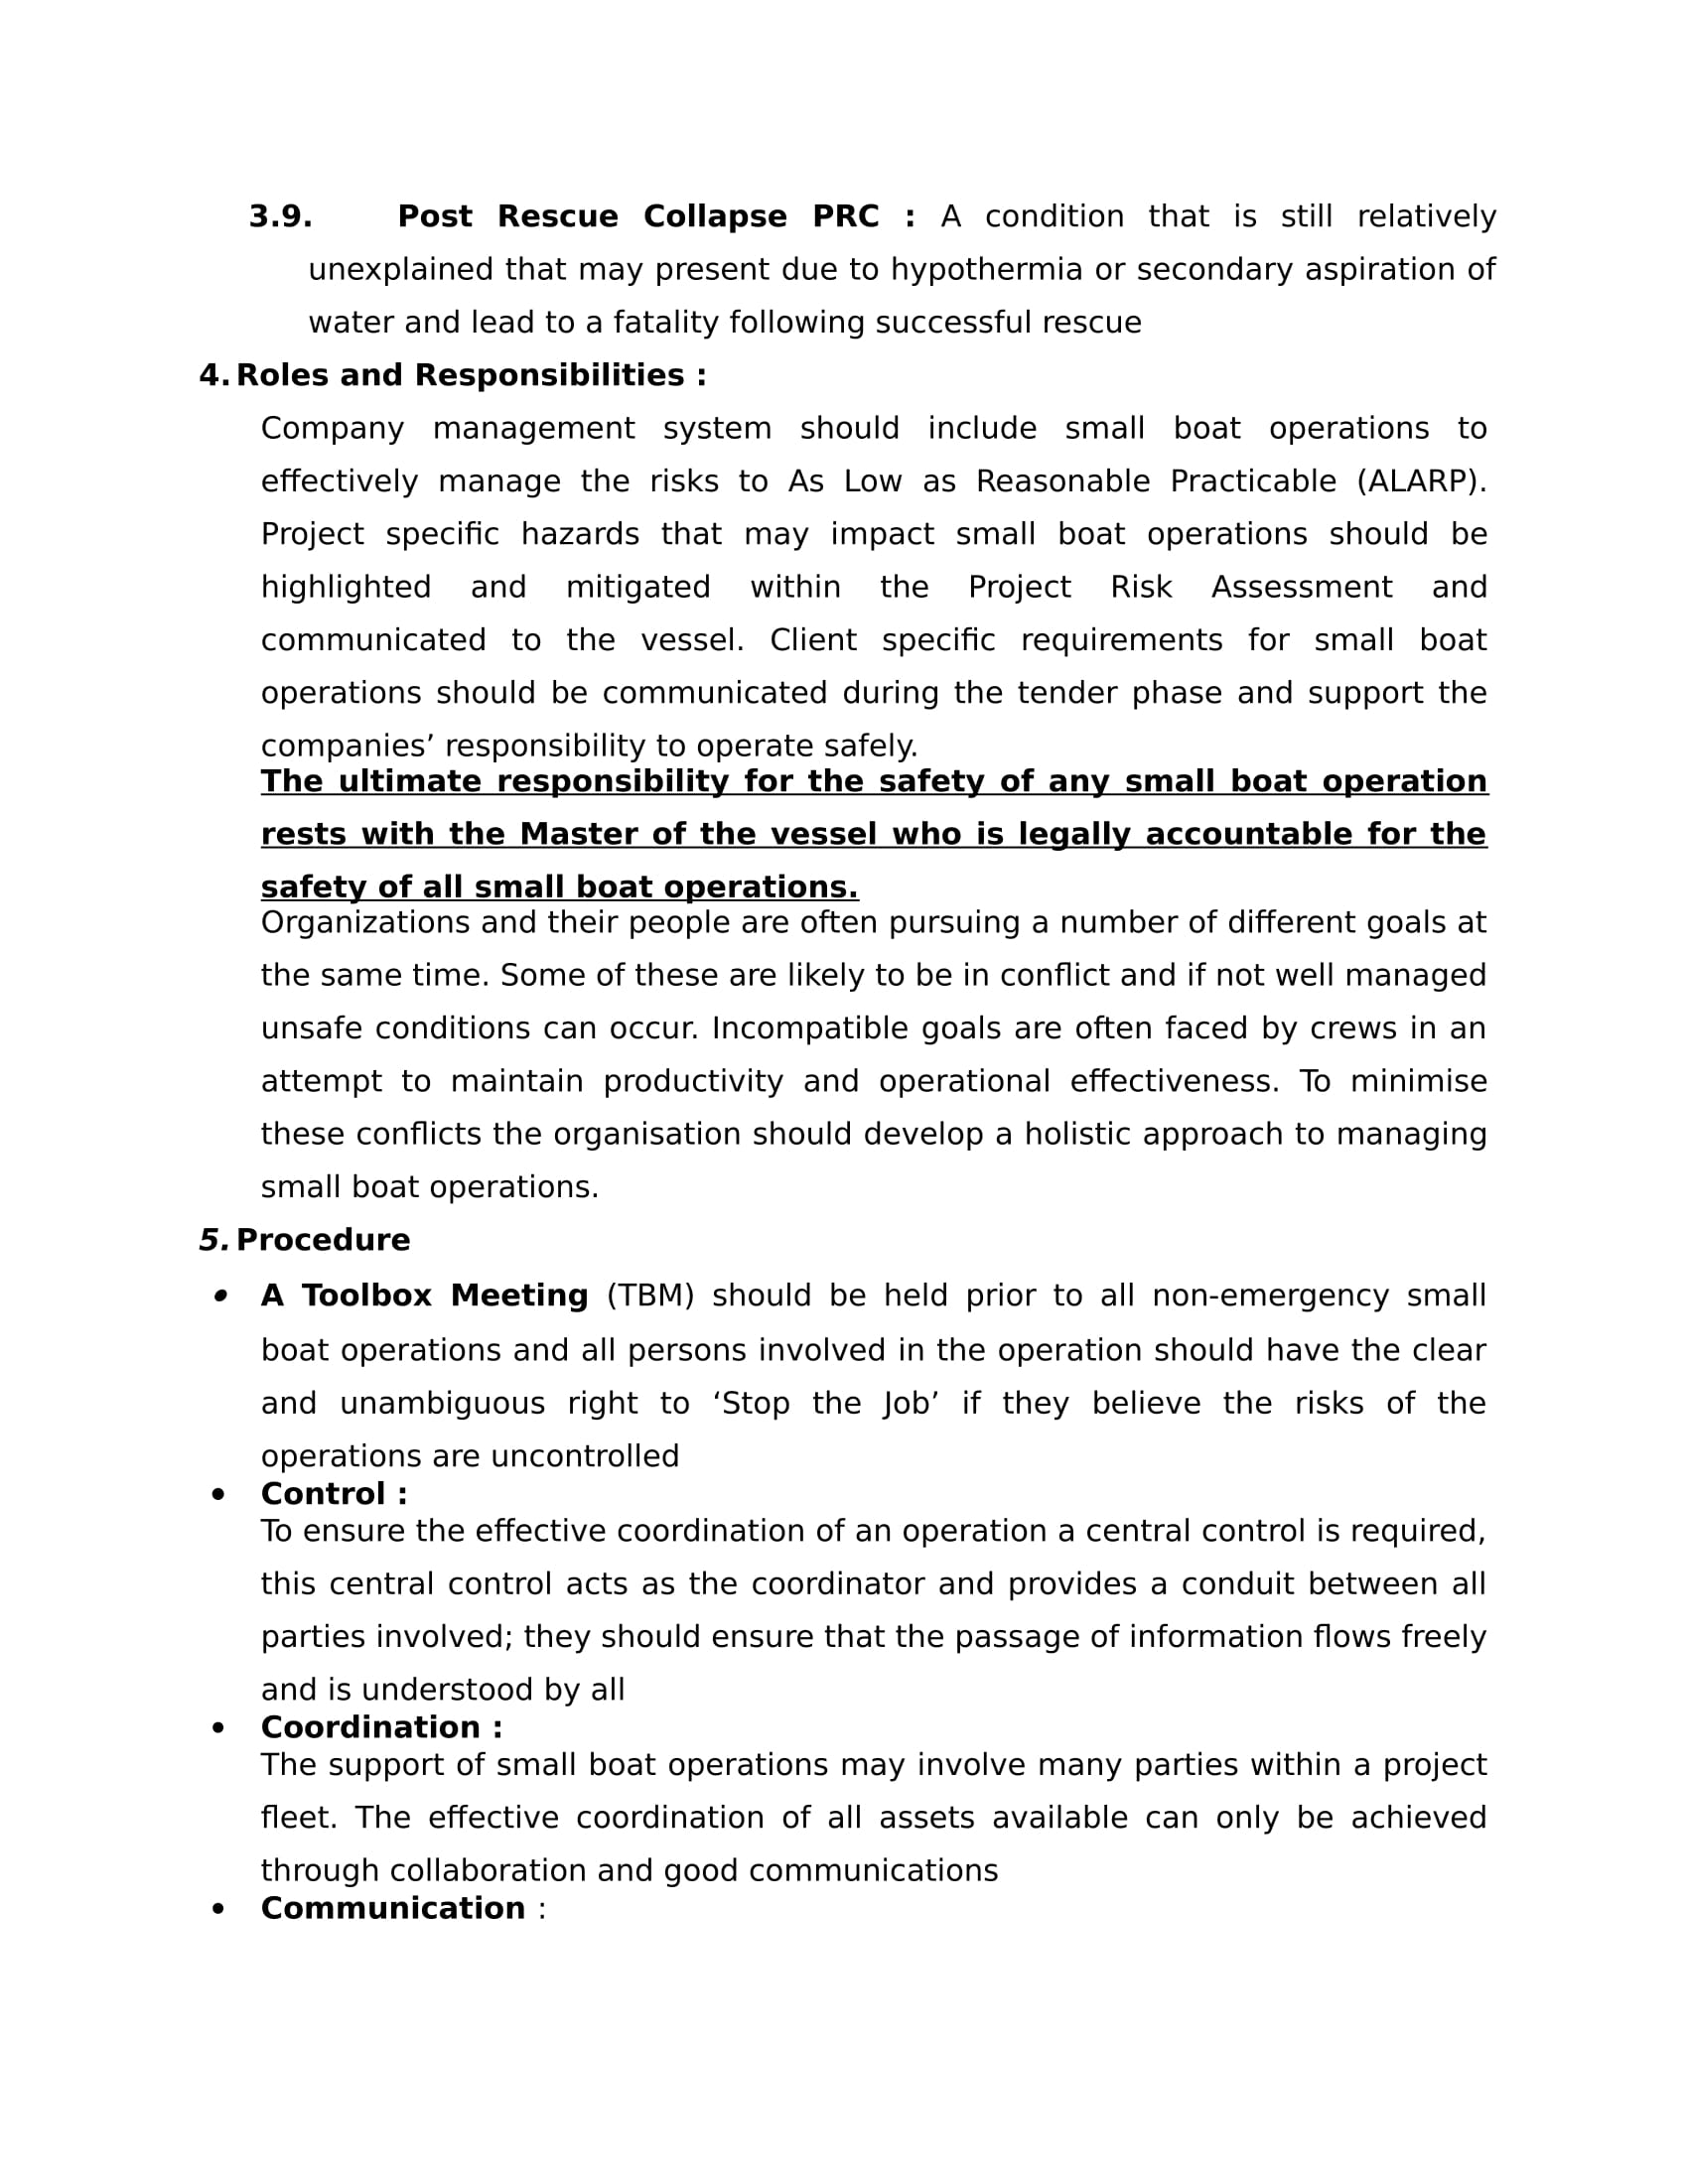 3.9. Post Rescue Collapse PRC : A condition that is still relatively
unexplained that may present due to hypothermia or secondary aspiration of
water and lead to a fatality following successful rescue
4. Roles and Responsibilities :
Company management system should include small boat operations to
effectively manage the risks to As Low as Reasonable Practicable (ALARP).
Project specific hazards that may impact small boat operations should be
highlighted and mitigated within the Project Risk Assessment and
communicated to the vessel. Client specific requirements for small boat
operations should be communicated during the tender phase and support the
companies’ responsibility to operate safely.
The ultimate responsibility for the safety of any small boat operation
rests with the Master of the vessel who is legally accountable for the
safety of all small boat operations.
Organizations and their people are often pursuing a number of different goals at
the same time. Some of these are likely to be in conflict and if not well managed
unsafe conditions can occur. Incompatible goals are often faced by crews in an
attempt to maintain productivity and operational effectiveness. To minimise
these conflicts the organisation should develop a holistic approach to managing
small boat operations.
5. Procedure
• A Toolbox Meeting (TBM) should be held prior to all non-emergency small
boat operations and all persons involved in the operation should have the clear
and unambiguous right to ‘Stop the Job’ if they believe the risks of the
operations are uncontrolled
• Control :
To ensure the effective coordination of an operation a central control is required,
this central control acts as the coordinator and provides a conduit between all
parties involved; they should ensure that the passage of information flows freely
and is understood by all
• Coordination :
The support of small boat operations may involve many parties within a project
fleet. The effective coordination of all assets available can only be achieved
through collaboration and good communications
• Communication :